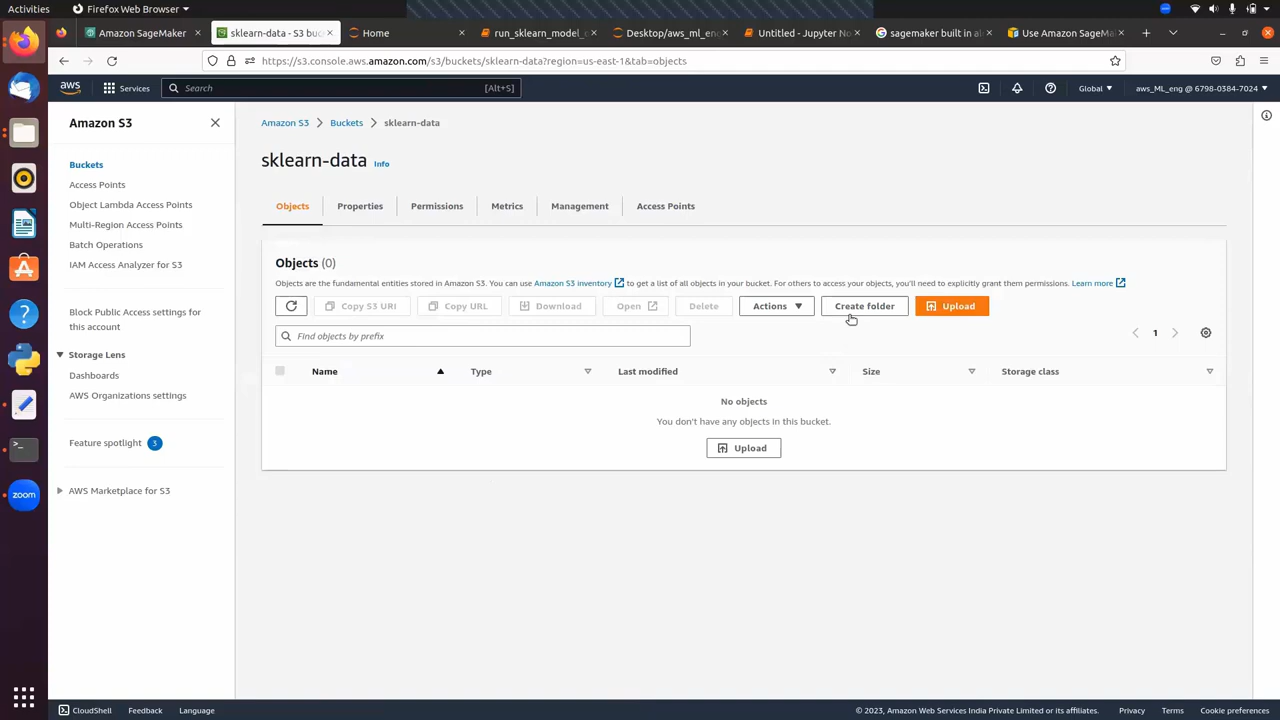 Activities
Firefox Web Browser
Amazon SageMaker
sklearn-data - S3 buc
Home
run_sklearn_model_c
Desktop/aws_ml_en
Untitled - Jupyter No
sagemaker built in al
Use Amazon SageMa
https://s3.console.aws.amazon.com/s3/buckets/sklearn-data?region=us-east-1&tab=objects
aws
Services
Search
[Alt+S]
Global
aws_ML_eng @ 6798-0384-7024
Amazon S3
Buckets
Access Points
Object Lambda Access Points
Multi-Region Access Points
Batch Operations
IAM Access Analyzer for S3
Block Public Access settings for
this account
Storage Lens
Dashboards
AWS Organizations settings
Feature spotlight 3
AWS Marketplace for S3
Amazon S3
Buckets
sklearn-data
sklearn-data Info
Objects
Properties
Permissions
Metrics
Management
Access Points
Objects (0)
Objects are the fundamental entities stored in Amazon S3. You can use Amazon S3 inventory to get a list of all objects in your bucket. For others to access your objects, you'll need to explicitly grant them permissions. Learn more
Copy S3 URI
Copy URL
Download
Open
Delete
Actions
Create folder
Upload
Find objects by prefix
1
Name
Type
Last modified
Size
Storage class
No objects
You don't have any objects in this bucket.
Upload
zoom
CloudShell
Feedback
Language
© 2023, Amazon Web Services India Private Limited or its affiliates.
Privacy
Terms
Cookie preferences